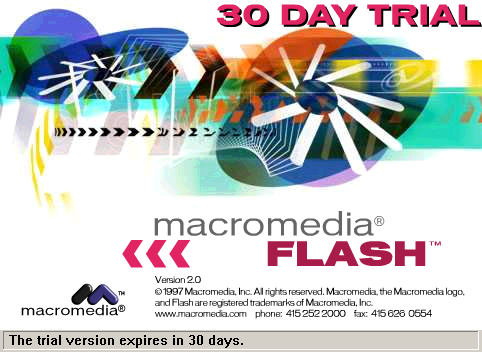 30 DAY TRIAL
macromedia®
FLASH™
Version 2.0
© 1997 Macromedia, Inc. All rights reserved. Macromedia, the Macromedia logo,
and Flash are registered trademarks of Macromedia, Inc.
www.macromedia.com phone: 415 252 2000 fax: 415 626 0554
macromedia®
™
The trial version expires in 30 days.